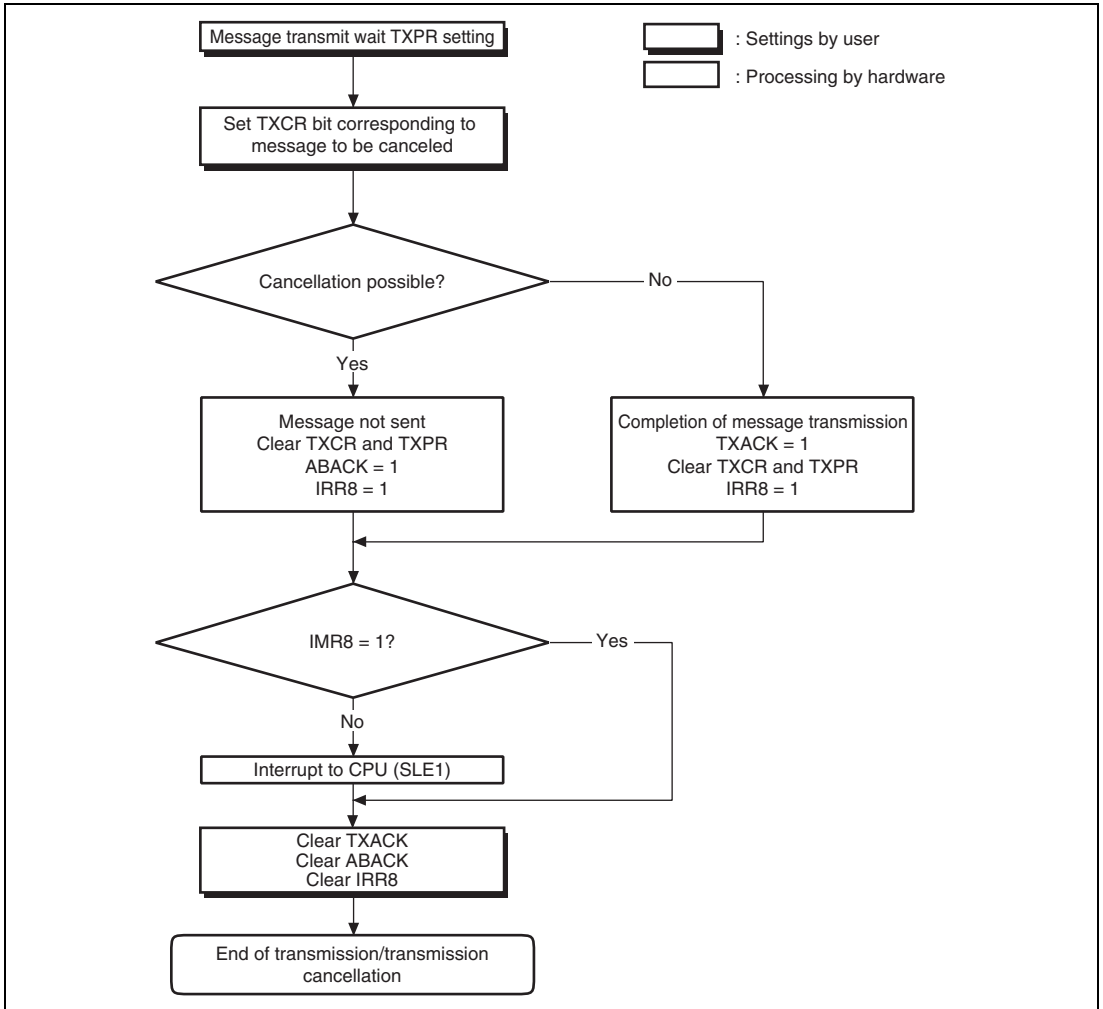 Message transmit wait TXPR setting
: Settings by user
: Processing by hardware
Set TXCR bit corresponding to
message to be canceled
Cancellation possible?
No
Yes
Message not sent
Clear TXCR and TXPR
ABACK = 1
IRR8 = 1
Completion of message transmission
TXACK = 1
Clear TXCR and TXPR
IRR8 = 1
IMR8 = 1?
Yes
No
Interrupt to CPU (SLE1)
Clear TXACK
Clear ABACK
Clear IRR8
End of transmission/transmission
cancellation